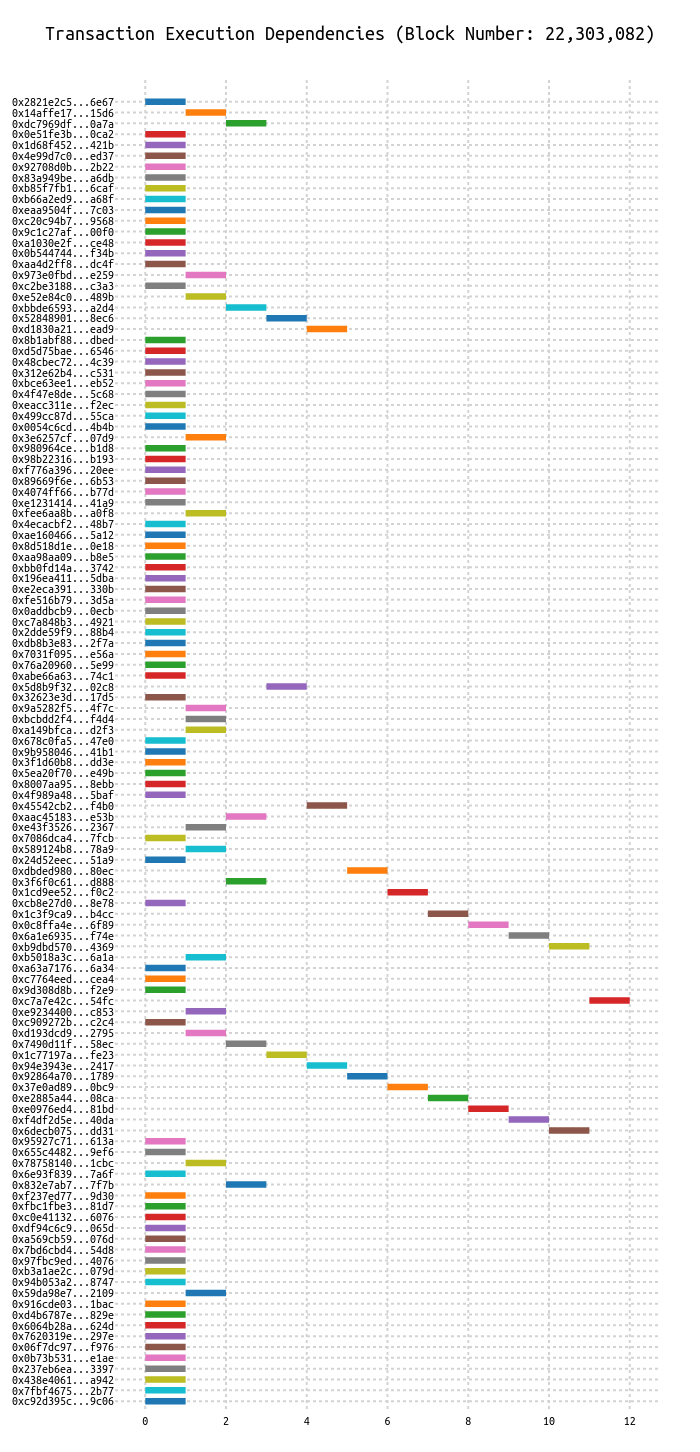 Transaction Execution Dependencies (Block Number: 22,303,082)
0x2821e2c5...6e67
0x14affe17...15d6
0xdc7969df...0a7a
0x0e51fe3b...0ca2
0x1d68f452...421b
0x4e99d7c0...ed37
0x92708d0b...2b22
0x83a949be...a6db
0xb85f7fb1...6caf
0xb66a2ed9...a68f
0xeaa9504f...7c03
0xc20c94b7...9568
0x9c1c27af...00f0
0xa1030e2f...ce48
0x0b544744...f34b
0xaa4d2ff8...dc4f
0x973e0fbd...e259
0xc2be3188...c3a3
0xe52e84c0...489b
0xbbde6593...a2d4
0x52848901...8ec6
0xd1830a21...ead9
0x8b1abf88...dbed
0xd5d75bae...6546
0x48cbec72...4c39
0x312e62b4...c531
0xbce63ee1...eb52
0x4f47e8de...5c68
0xeacc311e...f2ec
0x499cc87d...55ca
0x0054c6cd...4b4b
0x3e6257cf...07d9
0x980964ce...b1d8
0x98b22316...b193
0xf776a396...20ee
0x89669f6e...6b53
0x4074ff66...b77d
0xe1231414...41a9
0xfee6aa8b...a0f8
0x4ecacbf2...48b7
0xae160466...5a12
0x8d518d1e...0e18
0xaa98aa09...b8e5
0xbb0fd14a...3742
0x196ea411...5dba
0xe2eca391...330b
0xfe516b79...3d5a
0x0addbcb9...0ecb
0xc7a848b3...4921
0x2dde59f9...88b4
0xdb8b3e83...2f7a
0x7031f095...e56a
0x76a20960...5e99
0xabe66a63...74c1
0x5d8b9f32...02c8
0x32623e3d...17d5
0x9a5282f5...4f7c
0xbcbdd2f4...f4d4
0xa149bfca...d2f3
0x678c0fa5...47e0
0x9b958046...41b1
0x3f1d60b8...dd3e
0x5ea20f70...e49b
0x8007aa95...8ebb
0x4f989a48...5baf
0x45542cb2...f4b0
0xaac45183...e53b
0xe43f3526...2367
0x7086dca4...7fcb
0x589124b8...78a9
0x24d52eec...51a9
0xdbded980...80ec
0x3f6f0c61...d888
0x1cd9ee52...f0c2
0xcb8e27d0...8e78
0x1c3f9ca9...b4cc
0x0c8ffa4e...6f89
0x6a1e6935...f74e
0xb9dbd570...4369
0xb5018a3c...6a1a
0xa63a7176...6a34
0xc7764eed...cea4
0x9d308d8b...f2e9
0xc7a7e42c...54fc
0xe9234400...c853
0xc909272b...c2c4
0xd193dcd9...2795
0x7490d11f...58ec
0x1c77197a...fe23
0x94e3943e...2417
0x92864a70...1789
0x37e0ad89...0bc9
0xe2885a44...08ca
0xe0976ed4...81bd
0xf4df2d5e...40da
0x6decb075...dd31
0x95927c71...613a
0x655c4482...9ef6
0x78758140...1cbc
0x6e93f839...7a6f
0x832e7ab7...7f7b
0xf237ed77...9d30
0xfbc1fbe3...81d7
0xc0e41132...6076
0xdf94c6c9...065d
0xa569cb59...076d
0x7bd6cbd4...54d8
0x97fbc9ed...4076
0xb3a1ae2c...079d
0x94b053a2...8747
0x59da98e7...2109
0x916cde03...1bac
0xd4b6787e...829e
0x6064b28a...624d
0x7620319e...297e
0x06f7dc97...f976
0x0b73b531...e1ae
0x237eb6ea...3397
0x438e4061...a942
0x7fbf4675...2b77
0xc92d395c...9c06
0 2 4 6 8 10 12